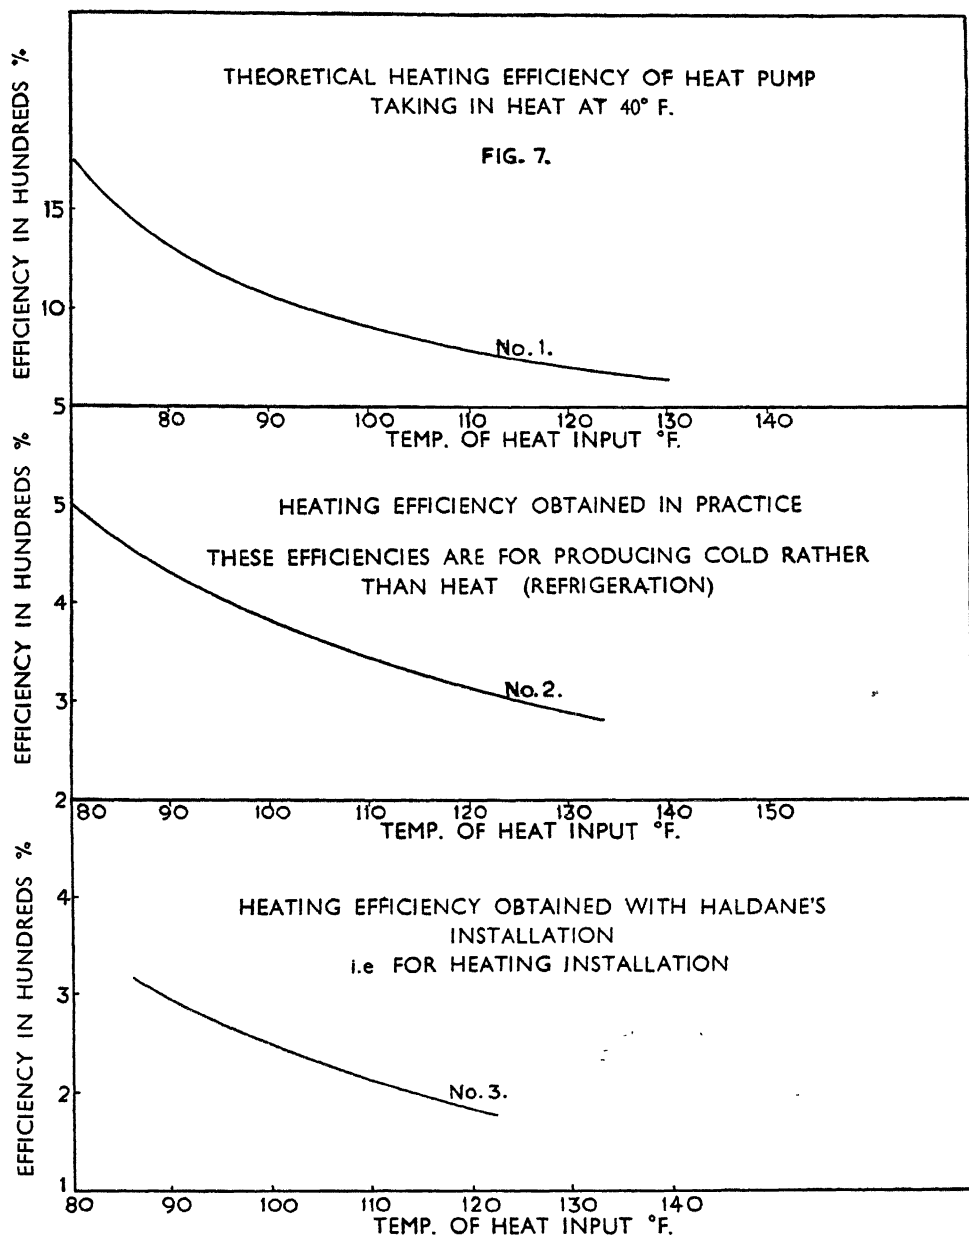 THEORETICAL HEATING EFFICIENCY OF HEAT PUMP
TAKING IN HEAT AT 40° F.
FIG. 7.
EFFICIENCY IN HUNDREDS %
15
10
5
No. 1.
80 90 100 110 120 130 140
TEMP. OF HEAT INPUT °F.
HEATING EFFICIENCY OBTAINED IN PRACTICE
THESE EFFICIENCIES ARE FOR PRODUCING COLD RATHER
THAN HEAT (REFRIGERATION)
EFFICIENCY IN HUNDREDS %
5
4
3
2
No. 2.
80 90 100 110 120 130 140 150
TEMP. OF HEAT INPUT °F.
HEATING EFFICIENCY OBTAINED WITH HALDANE'S
INSTALLATION
i.e FOR HEATING INSTALLATION
EFFICIENCY IN HUNDREDS %
4
3
2
1
No. 3.
80 90 100 110 120 130 140
TEMP. OF HEAT INPUT °F.